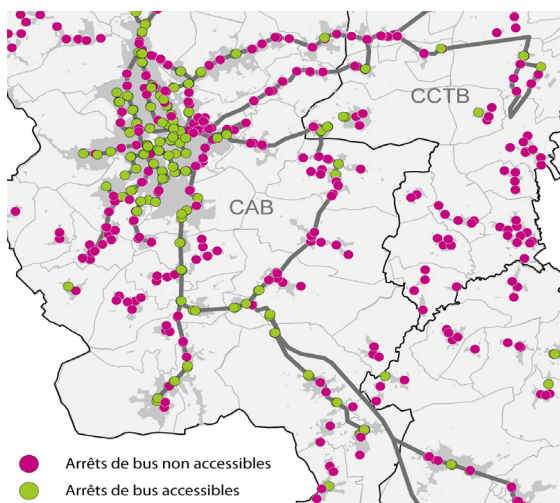 CCTB
CAB
Arrêts de bus non accessibles
Arrêts de bus accessibles